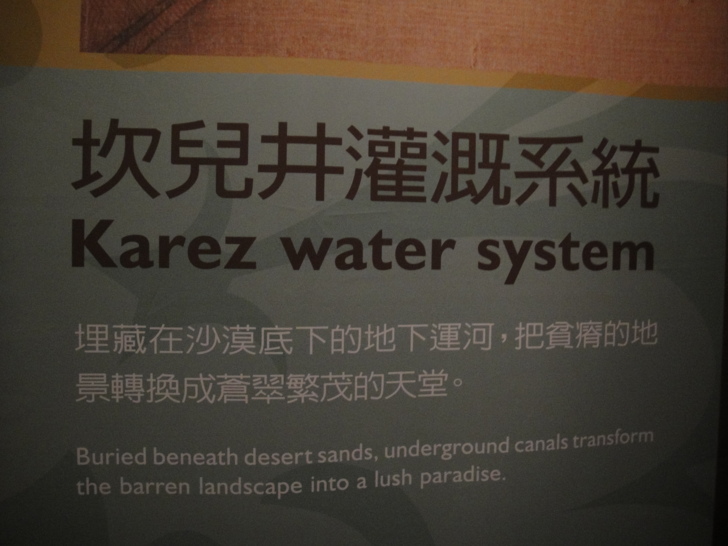 坎兒井灌溉系統
Karez water system
埋藏在沙漠底下的地下運河，把貧瘠的地
景轉換成蒼翠繁茂的天堂。
Buried beneath desert sands, underground canals transform
the barren landscape into a lush paradise.